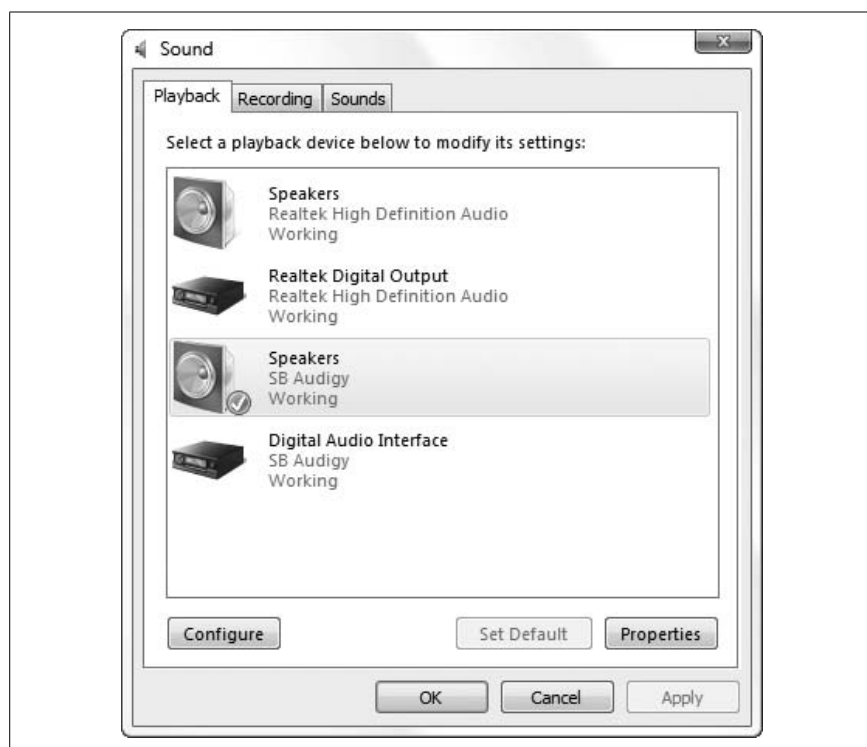 Sound
Playback Recording Sounds
Select a playback device below to modify its settings:
Speakers
Realtek High Definition Audio
Working
Realtek Digital Output
Realtek High Definition Audio
Working
Speakers
SB Audigy
Working
Digital Audio Interface
SB Audigy
Working
Configure Set Default Properties
OK Cancel Apply